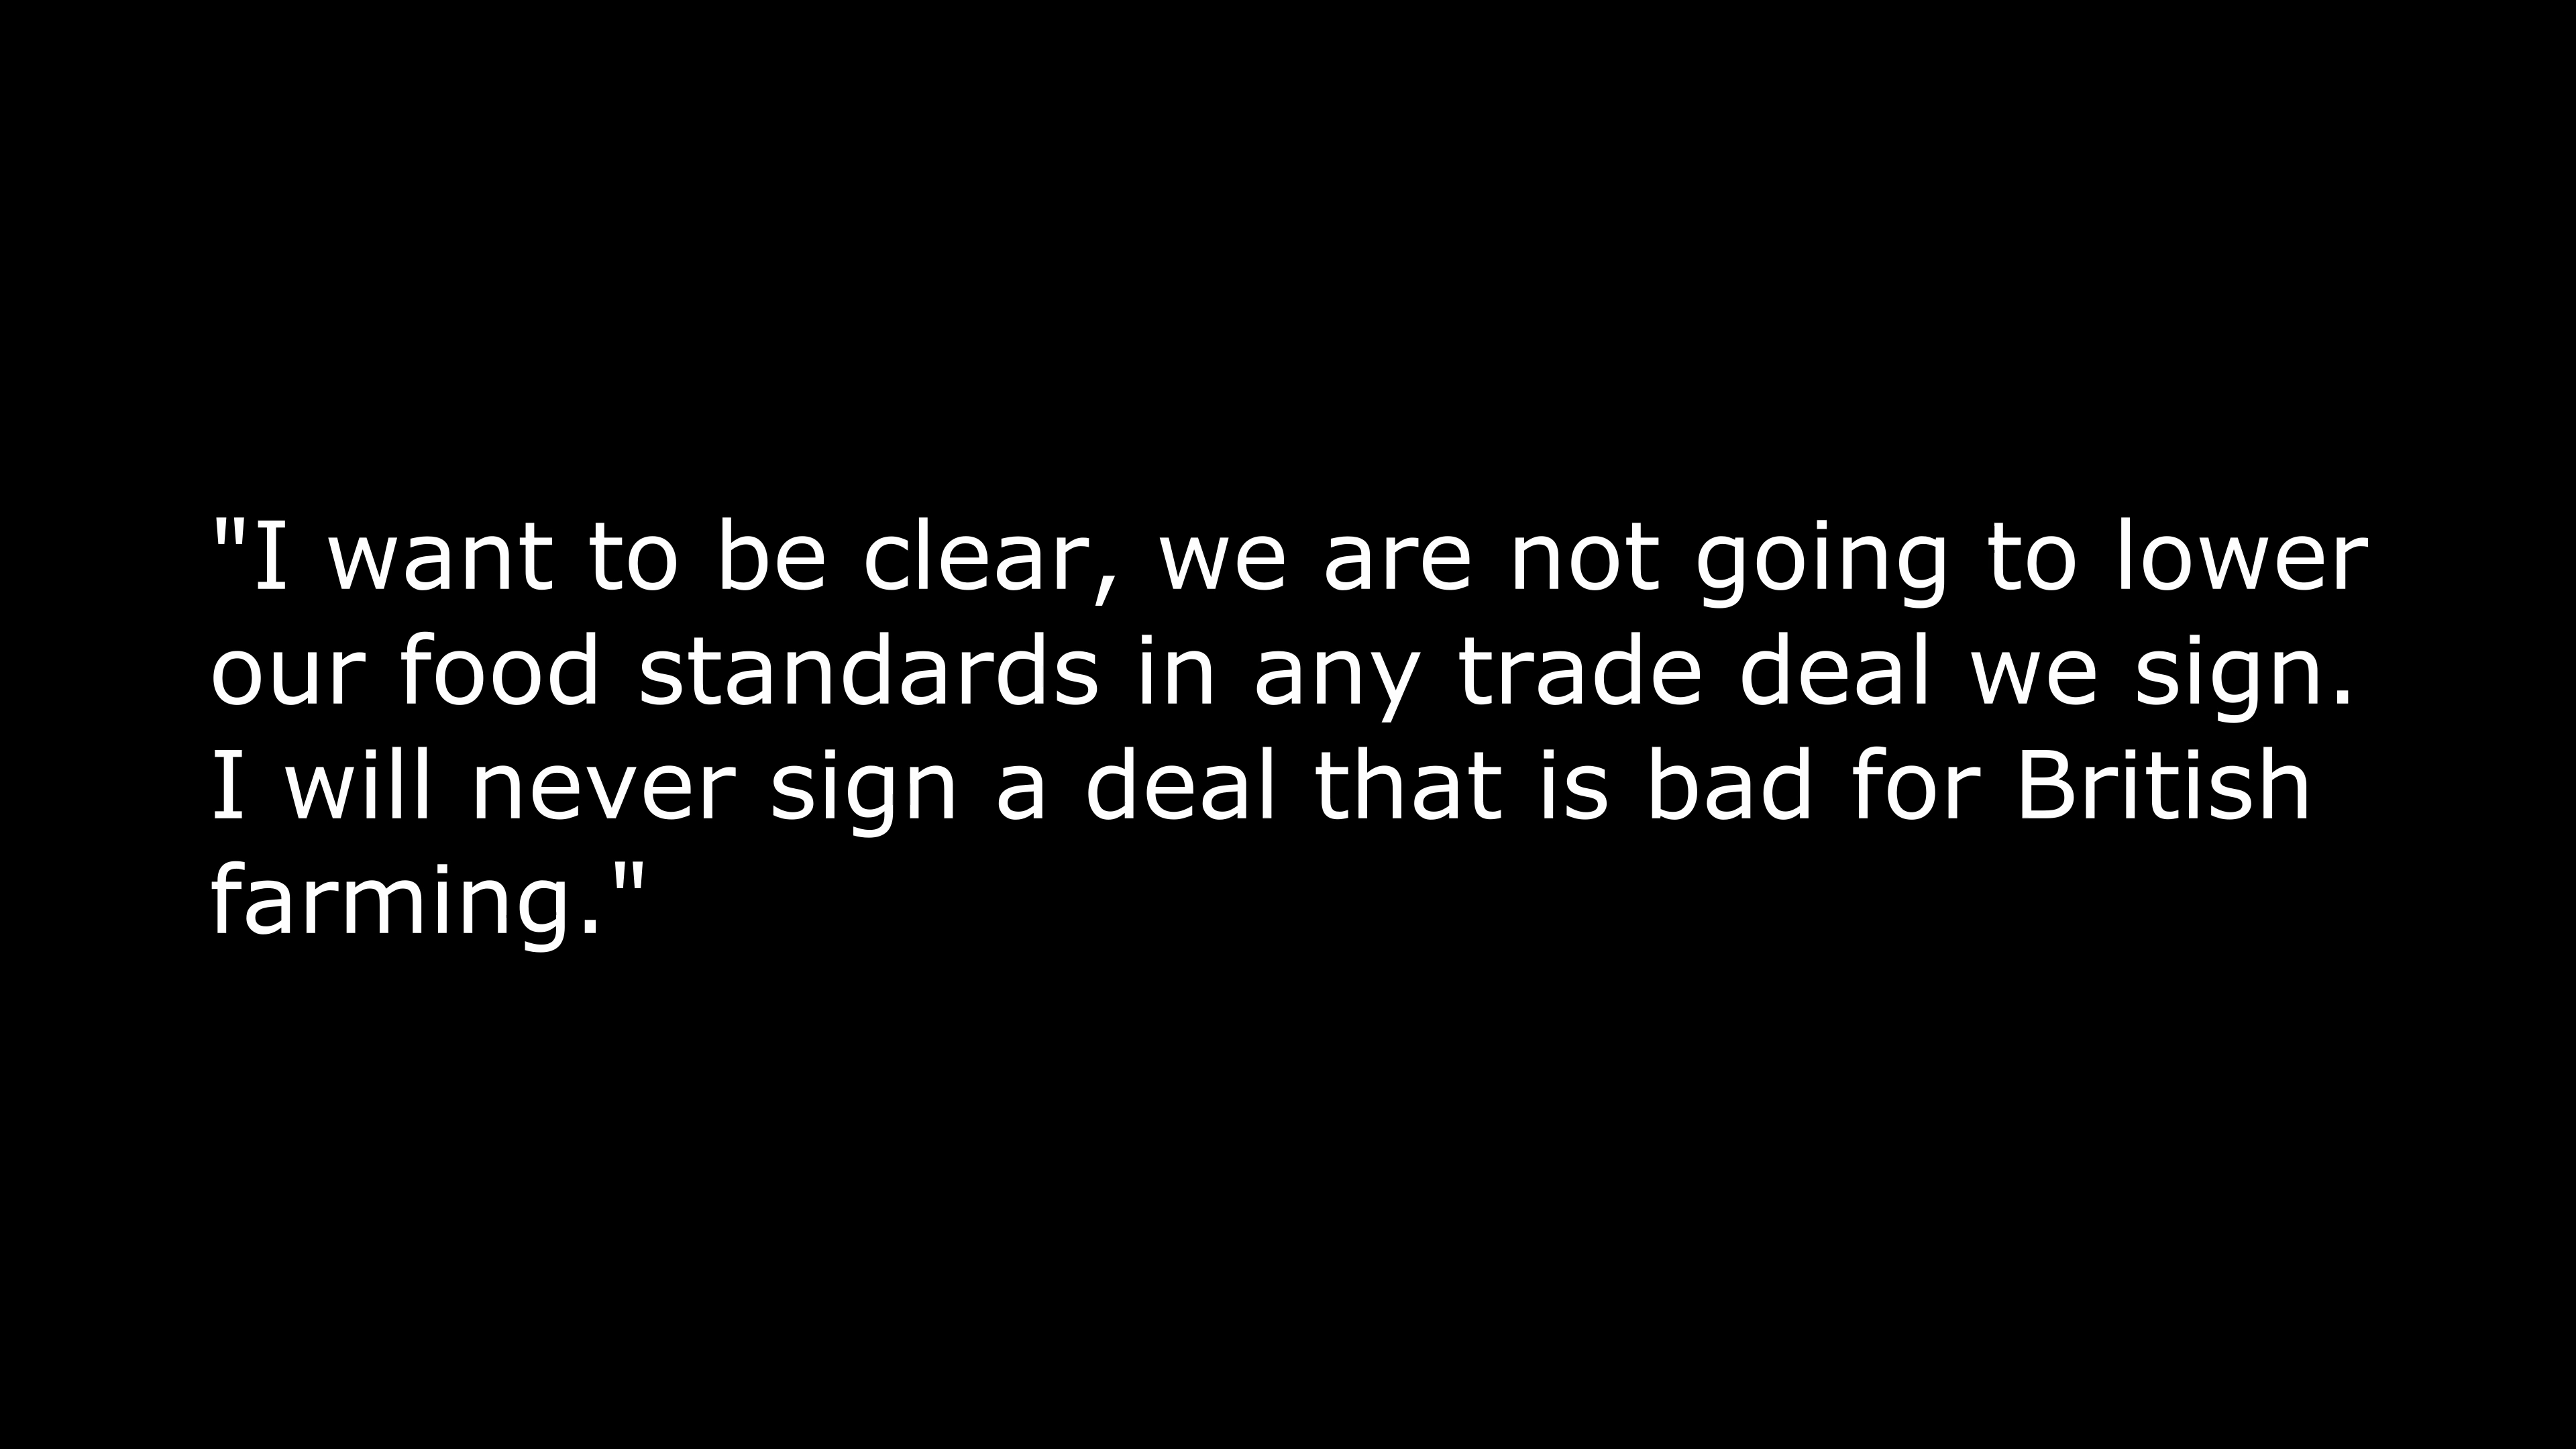 "I want to be clear, we are not going to lower
our food standards in any trade deal we sign.
I will never sign a deal that is bad for British
farming."